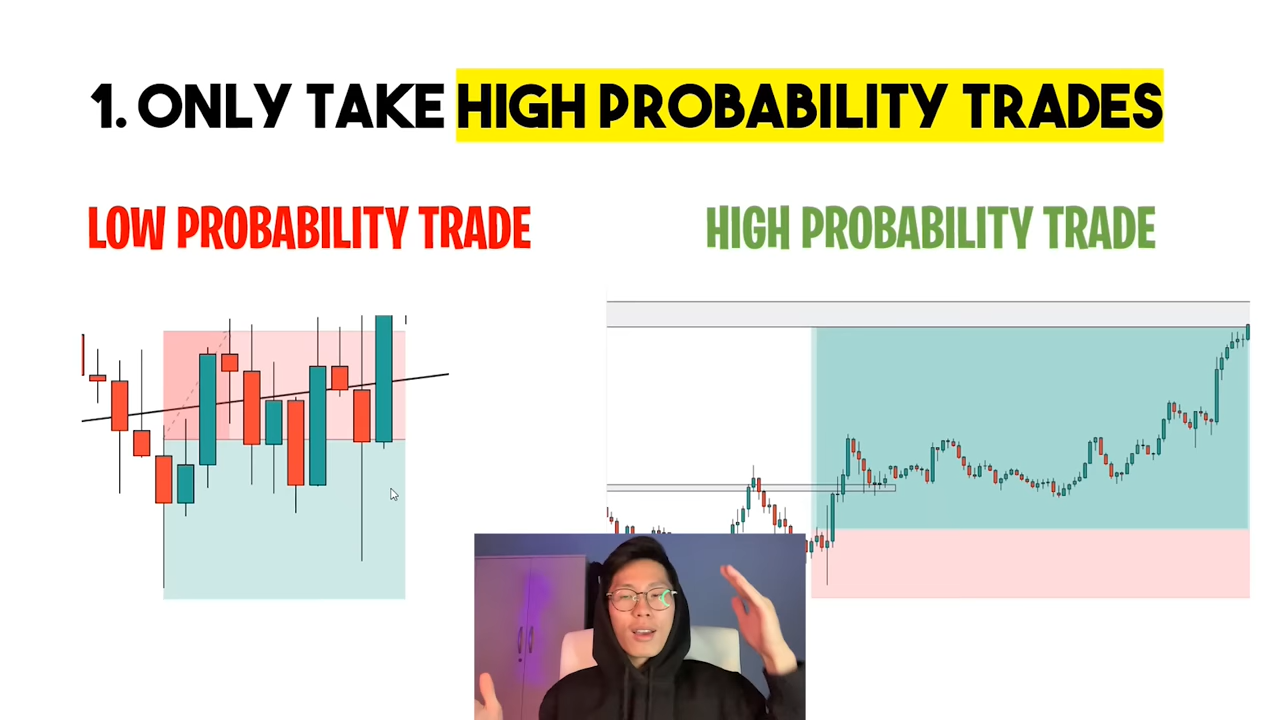 1. ONLY TAKE HIGH PROBABILITY TRADES
LOW PROBABILITY TRADE
HIGH PROBABILITY TRADE